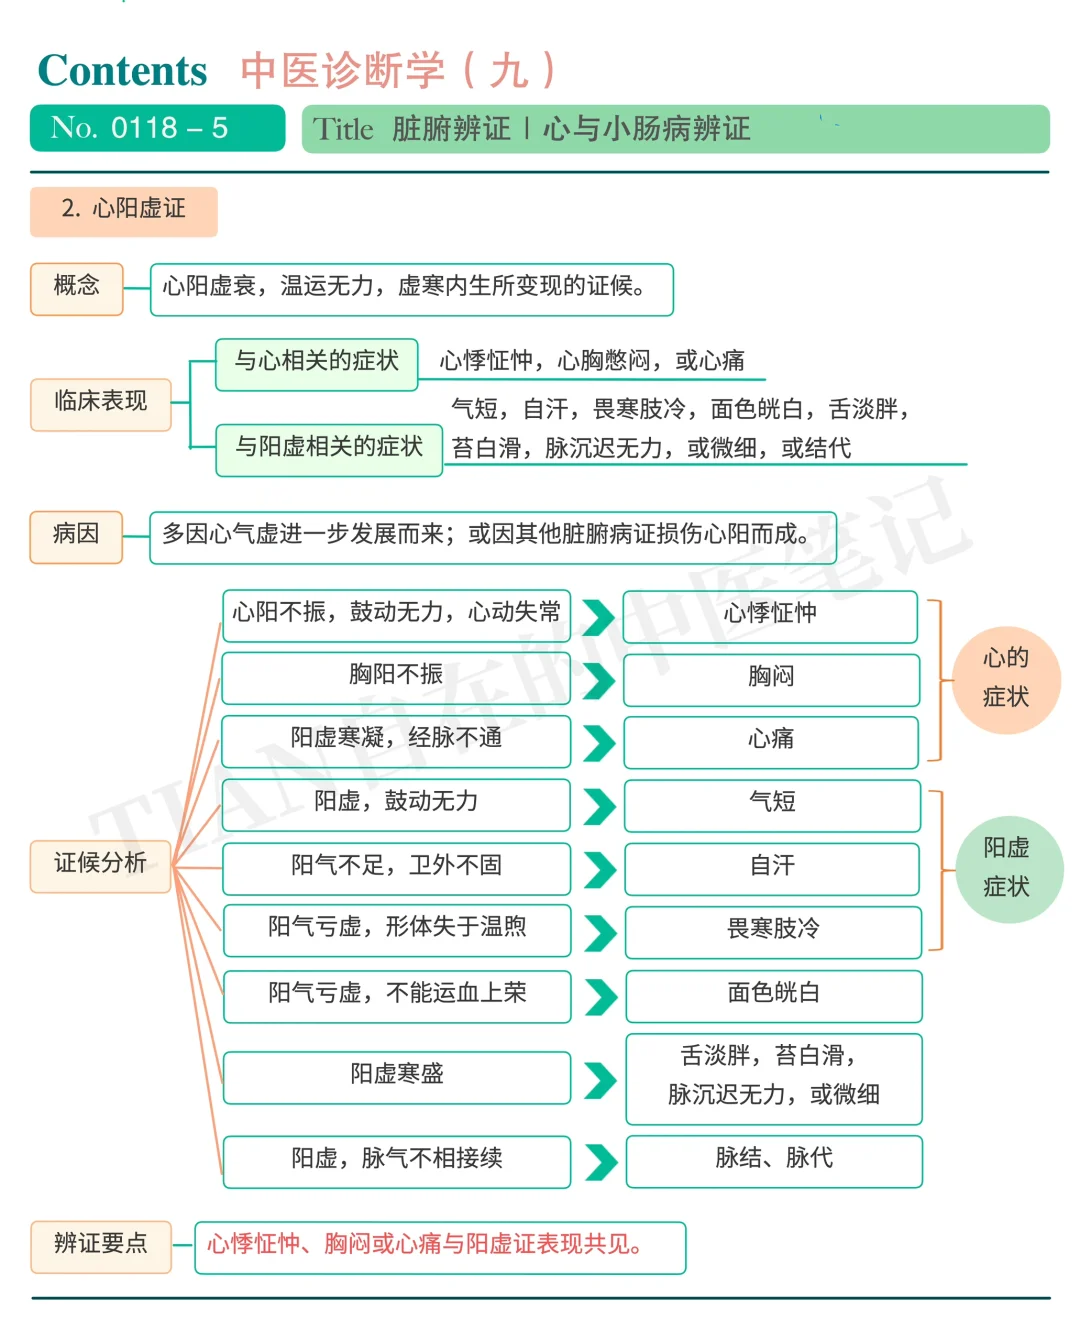 Contents 中医诊断学（九）
No. 0118－5
Title 脏腑辨证｜心与小肠病辨证
2. 心阳虚证
概念
心阳虚衰，温运无力，虚寒内生所变现的证候。
临床表现
与心相关的症状
心悸怔忡，心胸憋闷，或心痛
与阳虚相关的症状
气短，自汗，畏寒肢冷，面色㿠白，舌淡胖，
苔白滑，脉沉迟无力，或微细，或结代
病因
多因心气虚进一步发展而来；或因其他脏腑病证损伤心阳而成。
证候分析
心阳不振，鼓动无力，心动失常
心悸怔忡
胸阳不振
胸闷
阳虚寒凝，经脉不通
心痛
心的
症状
阳虚，鼓动无力
气短
阳气不足，卫外不固
自汗
阳气亏虚，形体失于温煦
畏寒肢冷
阳虚
症状
阳气亏虚，不能运血上荣
面色㿠白
阳虚寒盛
舌淡胖，苔白滑，
脉沉迟无力，或微细
阳虚，脉气不相接续
脉结、脉代
辨证要点
心悸怔忡、胸闷或心痛与阳虚证表现共见。
TIAN自在的中医笔记